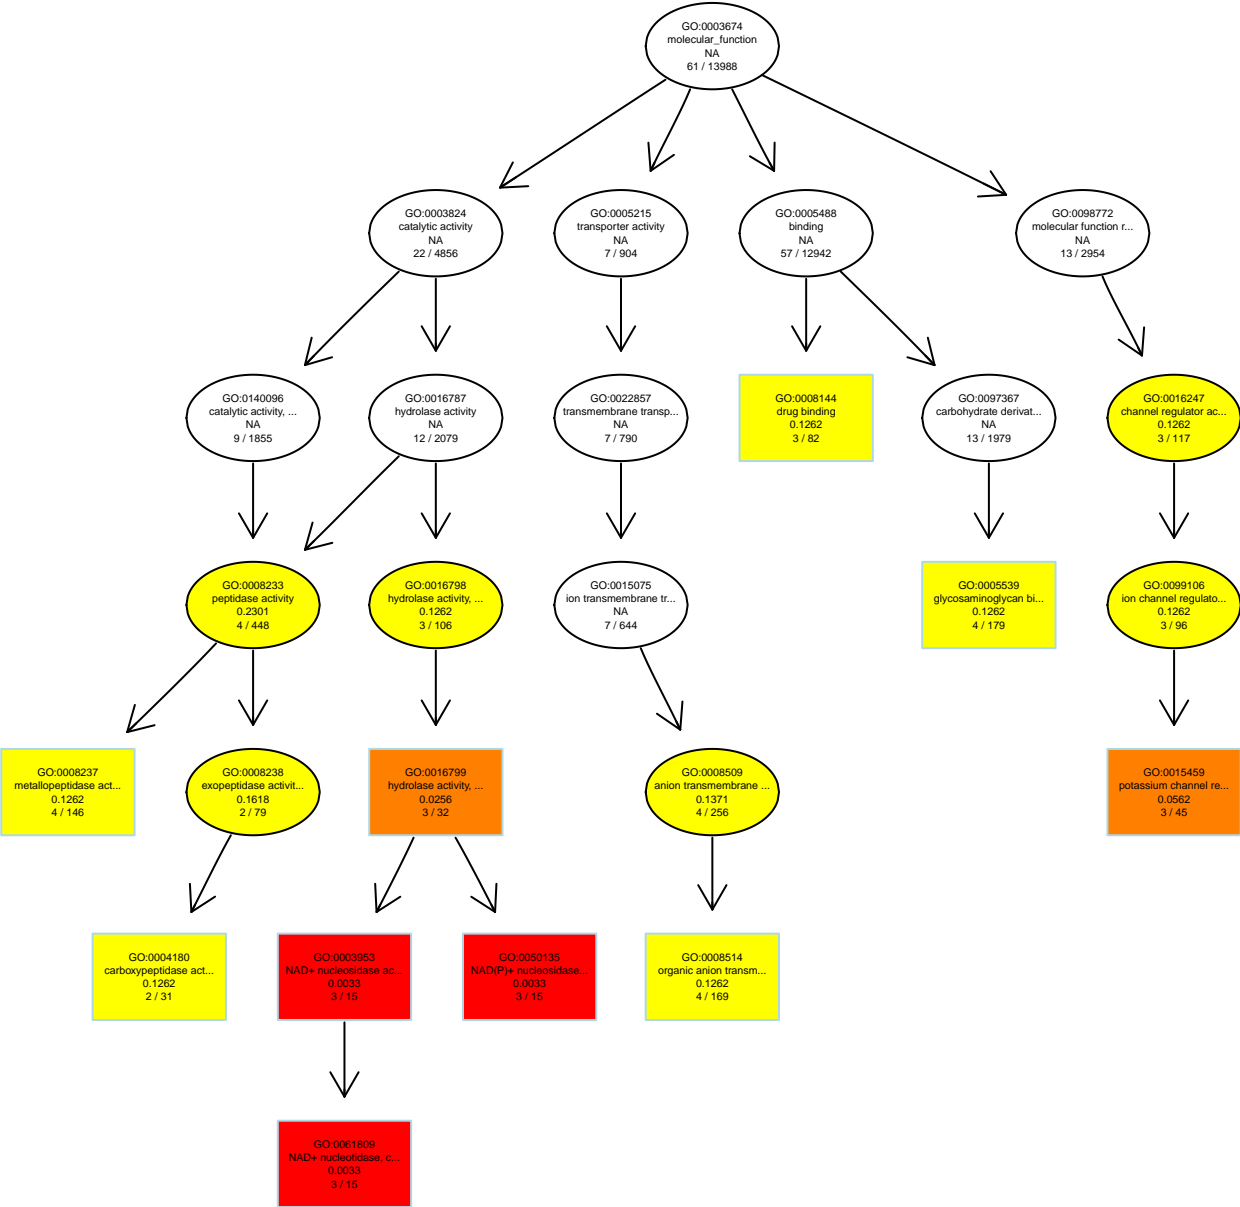 GO:0003674
molecular_function
NA
61 / 13988
GO:0003824
catalytic activity
NA
22 / 4856
GO:0005215
transporter activity
NA
7 / 904
GO:0005488
binding
NA
57 / 12942
GO:0098772
molecular function r...
NA
13 / 2954
GO:0140096
catalytic activity, ...
NA
9 / 1855
GO:0016787
hydrolase activity
NA
12 / 2079
GO:0022857
transmembrane transp...
NA
7 / 790
GO:0008144
drug binding
0.1262
3 / 82
GO:0097367
carbohydrate derivat...
NA
13 / 1979
GO:0016247
channel regulator ac...
0.1262
3 / 117
GO:0008233
peptidase activity
0.2301
4 / 448
GO:0016798
hydrolase activity, ...
0.1262
3 / 106
GO:0015075
ion transmembrane tr...
NA
7 / 644
GO:0005539
glycosaminoglycan bi...
0.1262
4 / 179
GO:0099106
ion channel regulato...
0.1262
3 / 96
GO:0008237
metallopeptidase act...
0.1262
4 / 146
GO:0008238
exopeptidase activit...
0.1618
2 / 79
GO:0016799
hydrolase activity, ...
0.0256
3 / 32
GO:0008509
anion transmembrane ...
0.1371
4 / 256
GO:0015459
potassium channel re...
0.0562
3 / 45
GO:0004180
carboxypeptidase act...
0.1262
2 / 31
GO:0003953
NAD+ nucleosidase ac...
0.0033
3 / 15
GO:0050135
NAD(P)+ nucleosidase...
0.0033
3 / 15
GO:0008514
organic anion transm...
0.1262
4 / 169
GO:0061809
NAD+ nucleotidase, c...
0.0033
3 / 15